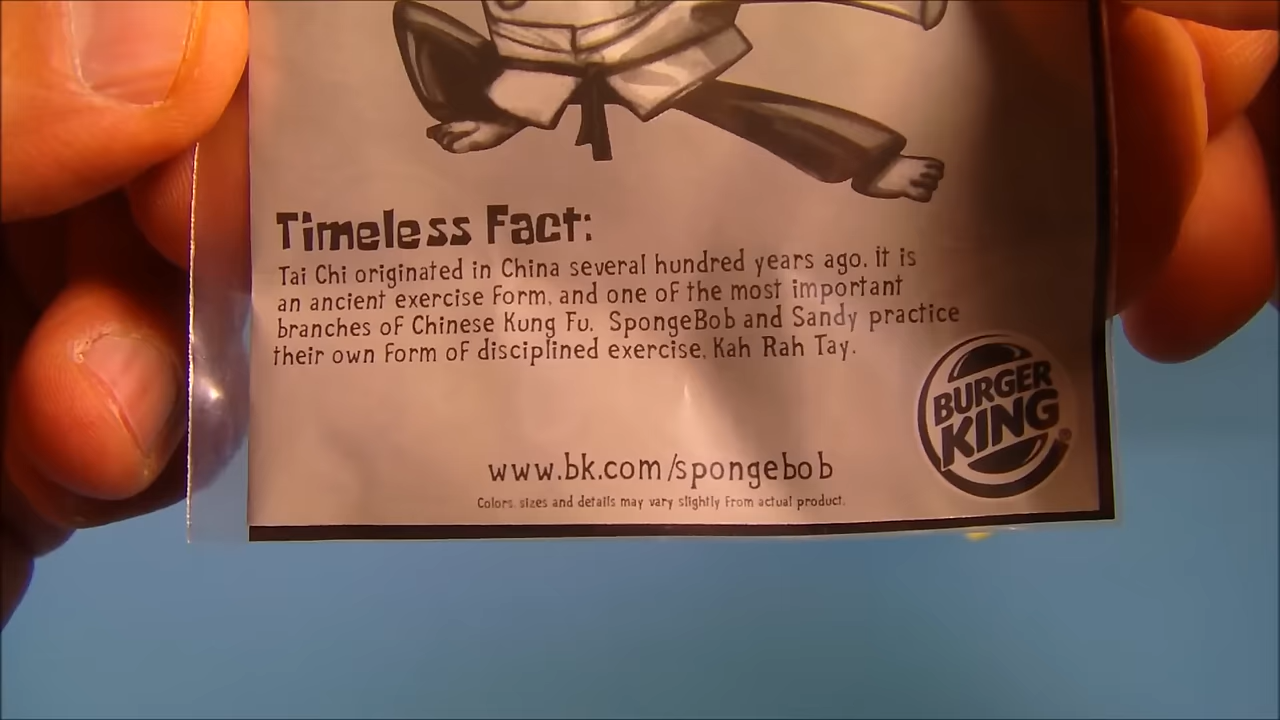 Timeless Fact:
Tai Chi originated in China several hundred years ago. It is
an ancient exercise form, and one of the most important
branches of Chinese Kung Fu. SpongeBob and Sandy practice
their own form of disciplined exercise, Kah Rah Tay.
BURGER
KING®
www.bk.com/spongebob
Colors, sizes and details may vary slightly from actual product.